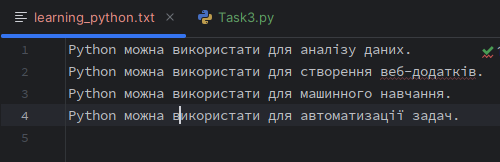 learning_python.txt
Task3.py
1 Python можна використати для аналізу даних.
2 Python можна використати для створення веб-додатків.
3 Python можна використати для машинного навчання.
4 Python можна використати для автоматизації задач.
5